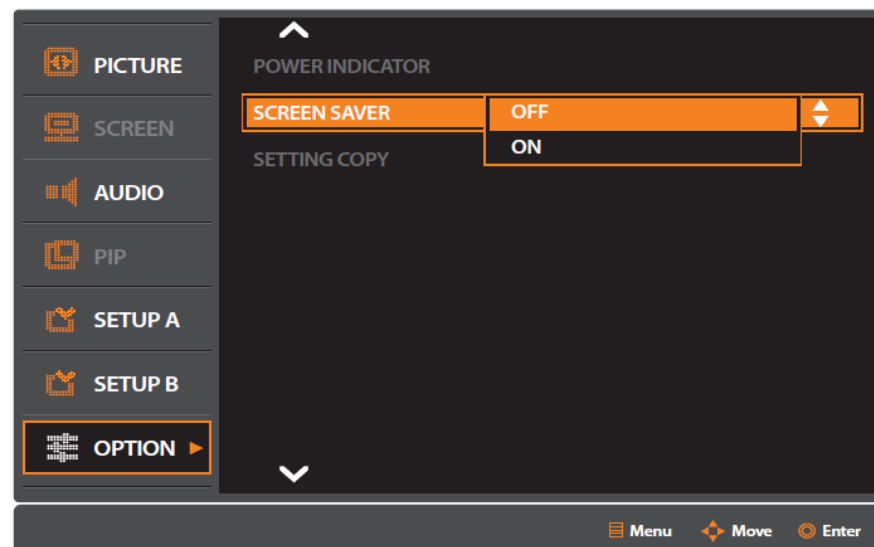 PICTURE
SCREEN
AUDIO
PIP
SETUP A
SETUP B
OPTION
POWER INDICATOR
SCREEN SAVER OFF
ON
SETTING COPY
Menu Move Enter